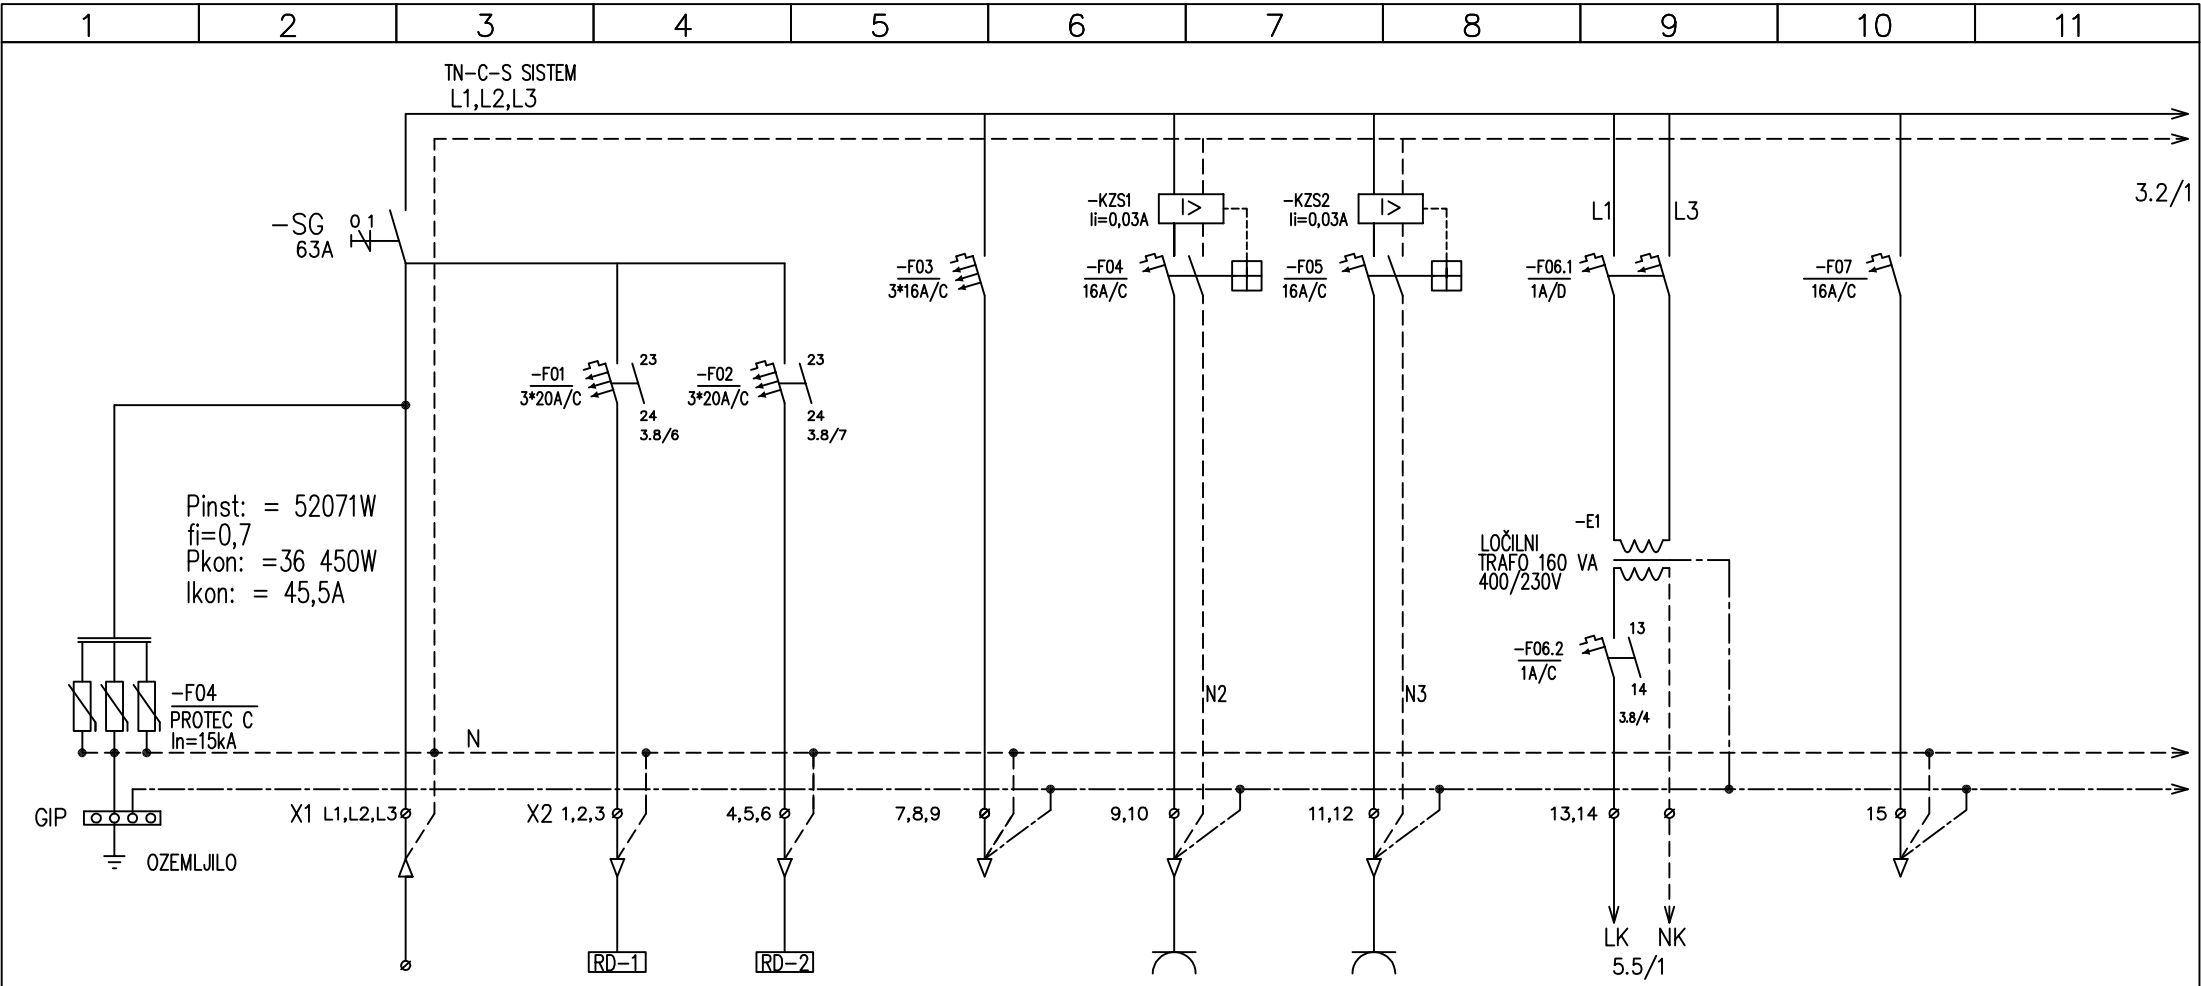 1 2 3 4 5 6 7 8 9 10 11
TN-C-S SISTEM
L1,L2,L3
3.2/1
-SG
63A
0 1
-KZS1
Ii=0,03A
I>
-KZS2
Ii=0,03A
I>
L1
L3
-F03
3*16A/C
-F04
16A/C
-F05
16A/C
-F06.1
1A/D
-F07
16A/C
-F01
3*20A/C
23
24
3.8/6
-F02
3*20A/C
23
24
3.8/7
Pinst: = 52071W
fi=0,7
Pkon: =36 450W
Ikon: = 45,5A
-E1
LOČILNI
TRAFO 160 VA
400/230V
-F06.2
1A/C
13
14
3.8/4
-F04
PROTEC C
In=15kA
N
N2
N3
GIP
OZEMLJILO
X1 L1,L2,L3
X2 1,2,3
4,5,6
7,8,9
9,10
11,12
13,14
15
RD-1
RD-2
LK NK
5.5/1